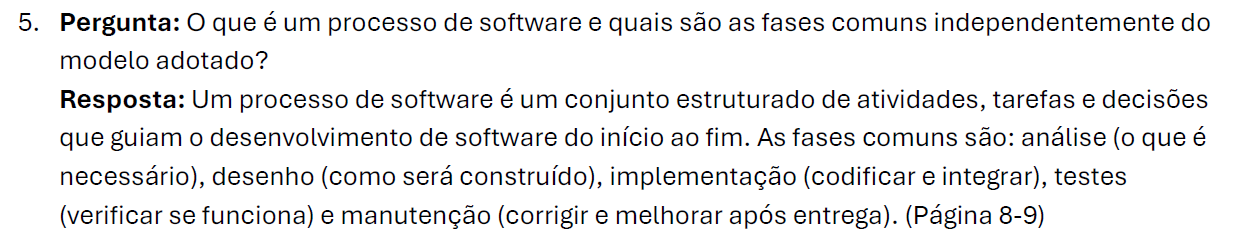 5. Pergunta: O que é um processo de software e quais são as fases comuns independentemente do
modelo adotado?
Resposta: Um processo de software é um conjunto estruturado de atividades, tarefas e decisões
que guiam o desenvolvimento de software do início ao fim. As fases comuns são: análise (o que é
necessário), desenho (como será construído), implementação (codificar e integrar), testes
(verificar se funciona) e manutenção (corrigir e melhorar após entrega). (Página 8-9)